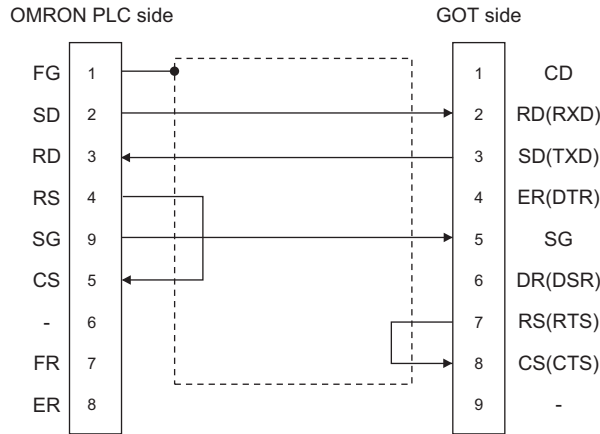 OMRON PLC side GOT side
FG 1 1 CD
SD 2 2 RD(RXD)
RD 3 3 SD(TXD)
RS 4 4 ER(DTR)
SG 9 5 SG
CS 5 6 DR(DSR)
- 6 7 RS(RTS)
FR 7 8 CS(CTS)
ER 8 9 -